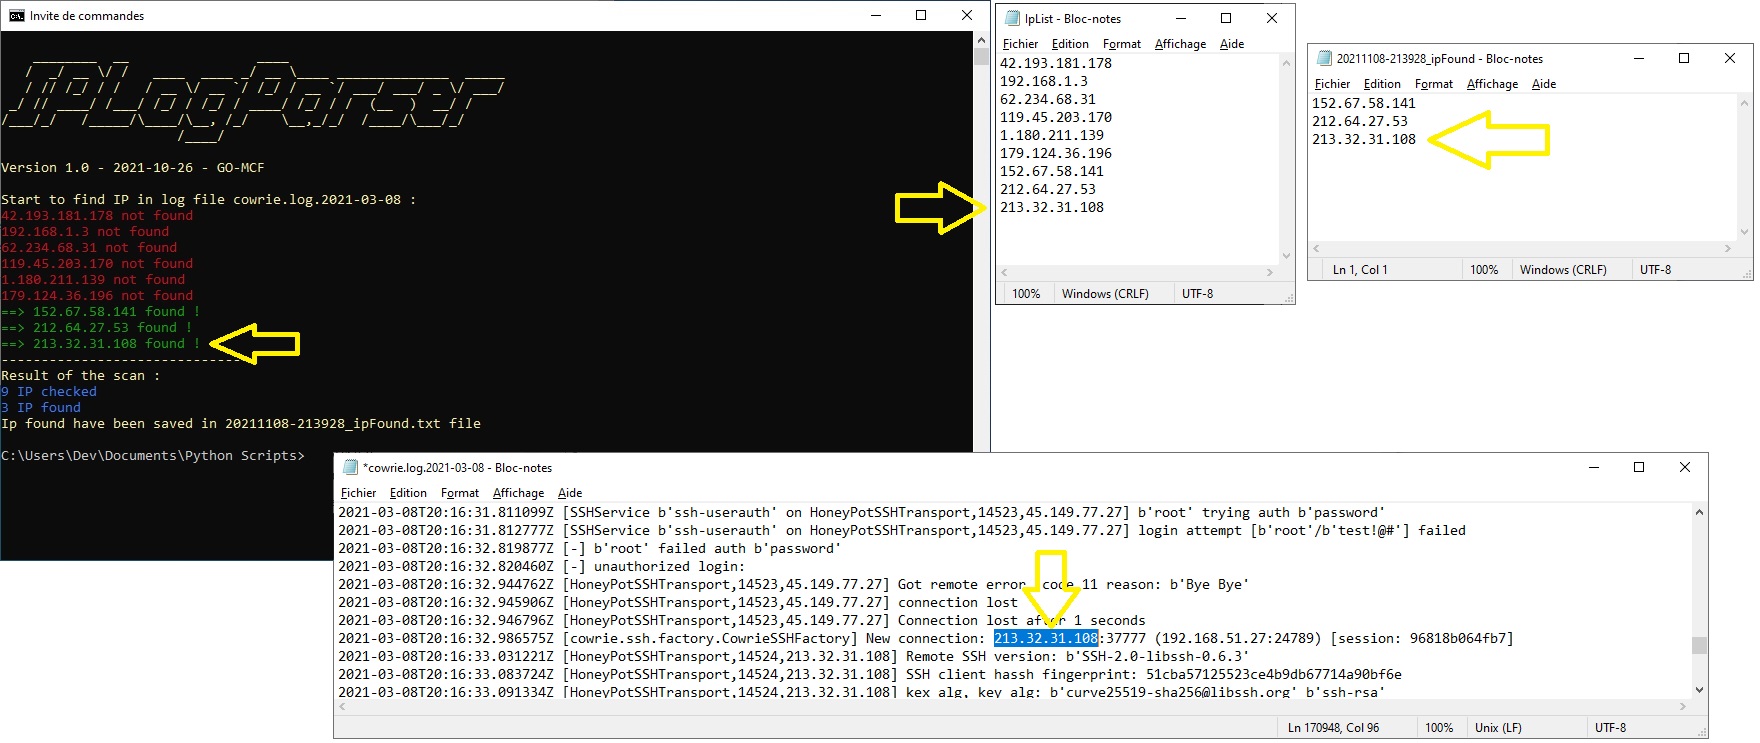 Invite de commandes
Version 1.0 - 2021-10-26 - GO-MCF
Start to find IP in log file cowrie.log.2021-03-08 :
42.193.181.178 not found
192.168.1.3 not found
62.234.68.31 not found
119.45.203.170 not found
1.180.211.139 not found
179.124.36.196 not found
==> 152.67.58.141 found !
==> 212.64.27.53 found !
==> 213.32.31.108 found !
-------------------------------
Result of the scan :
9 IP checked
3 IP found
Ip found have been saved in 20211108-213928_ipFound.txt file
C:\Users\Dev\Documents\Python Scripts>
IpList - Bloc-notes
Fichier Edition Format Affichage Aide
42.193.181.178
192.168.1.3
62.234.68.31
119.45.203.170
1.180.211.139
179.124.36.196
152.67.58.141
212.64.27.53
213.32.31.108
100% Windows (CRLF) UTF-8
20211108-213928_ipFound - Bloc-notes
Fichier Edition Format Affichage Aide
152.67.58.141
212.64.27.53
213.32.31.108
Ln 1, Col 1 100% Windows (CRLF) UTF-8
*cowrie.log.2021-03-08 - Bloc-notes
Fichier Edition Format Affichage Aide
2021-03-08T20:16:31.811099Z [SSHService b'ssh-userauth' on HoneyPotSSHTransport,14523,45.149.77.27] b'root' trying auth b'password'
2021-03-08T20:16:31.812777Z [SSHService b'ssh-userauth' on HoneyPotSSHTransport,14523,45.149.77.27] login attempt [b'root'/b'test!@#'] failed
2021-03-08T20:16:32.819877Z [-] b'root' failed auth b'password'
2021-03-08T20:16:32.820460Z [-] unauthorized login:
2021-03-08T20:16:32.944762Z [HoneyPotSSHTransport,14523,45.149.77.27] Got remote error, code 11 reason: b'Bye Bye'
2021-03-08T20:16:32.945906Z [HoneyPotSSHTransport,14523,45.149.77.27] connection lost
2021-03-08T20:16:32.946796Z [HoneyPotSSHTransport,14523,45.149.77.27] Connection lost after 1 seconds
2021-03-08T20:16:32.986575Z [cowrie.ssh.factory.CowrieSSHFactory] New connection: 213.32.31.108:37777 (192.168.51.27:24789) [session: 96818b064fb7]
2021-03-08T20:16:33.031221Z [HoneyPotSSHTransport,14524,213.32.31.108] Remote SSH version: b'SSH-2.0-libssh-0.6.3'
2021-03-08T20:16:33.083724Z [HoneyPotSSHTransport,14524,213.32.31.108] SSH client hassh fingerprint: 51cba57125523ce4b9db67714a90bf6e
2021-03-08T20:16:33.091334Z [HoneyPotSSHTransport,14524,213.32.31.108] kex alg, key alg: b'curve25519-sha256@libssh.org' b'ssh-rsa'
Ln 170948, Col 96 100% Unix (LF) UTF-8